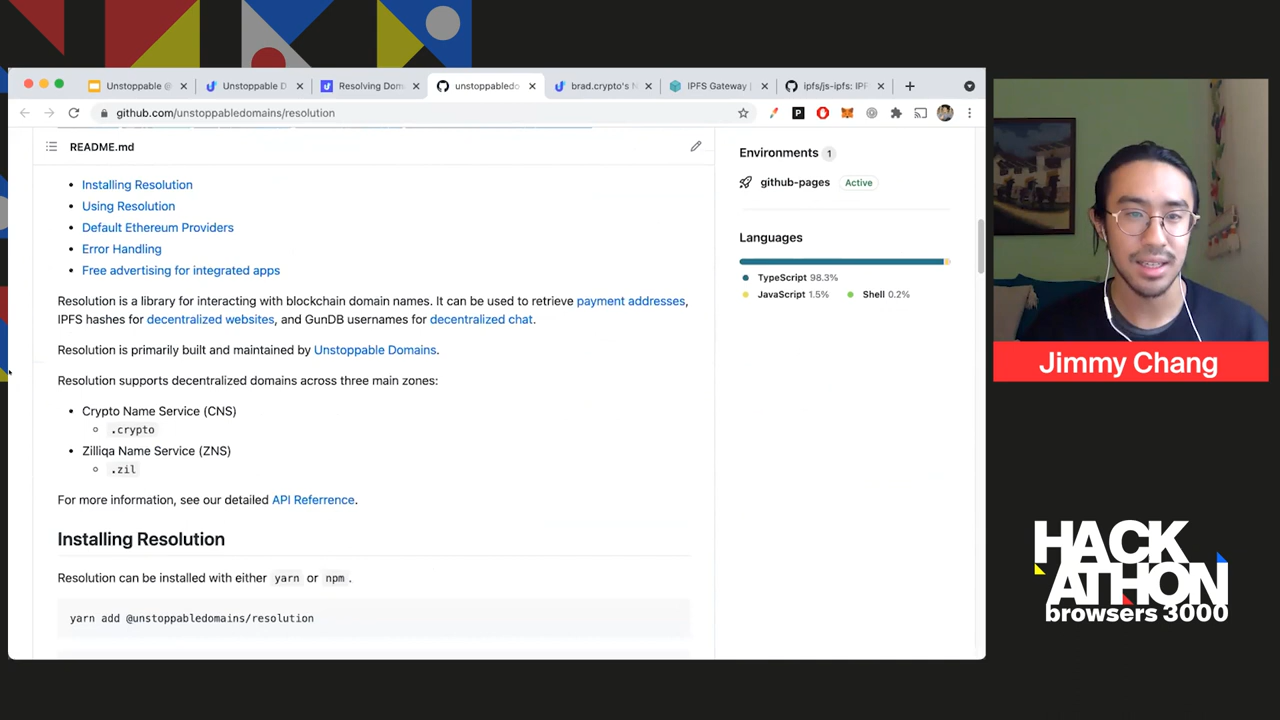 Unstoppable @
Unstoppable D
Resolving Dom
unstoppabledo
brad.crypto's N
IPFS Gateway |
ipfs/js-ipfs: IPF
github.com/unstoppabledomains/resolution
README.md
Installing Resolution
Using Resolution
Default Ethereum Providers
Error Handling
Free advertising for integrated apps
Resolution is a library for interacting with blockchain domain names. It can be used to retrieve payment addresses,
IPFS hashes for decentralized websites, and GunDB usernames for decentralized chat.
Resolution is primarily built and maintained by Unstoppable Domains.
Resolution supports decentralized domains across three main zones:
Crypto Name Service (CNS)
.crypto
Zilliqa Name Service (ZNS)
.zil
For more information, see our detailed API Referrence.
Installing Resolution
Resolution can be installed with either yarn or npm.
yarn add @unstoppabledomains/resolution
Environments 1
github-pages Active
Languages
TypeScript 98.3%
JavaScript 1.5% Shell 0.2%
Jimmy Chang
HACK
ATHON
browsers 3000